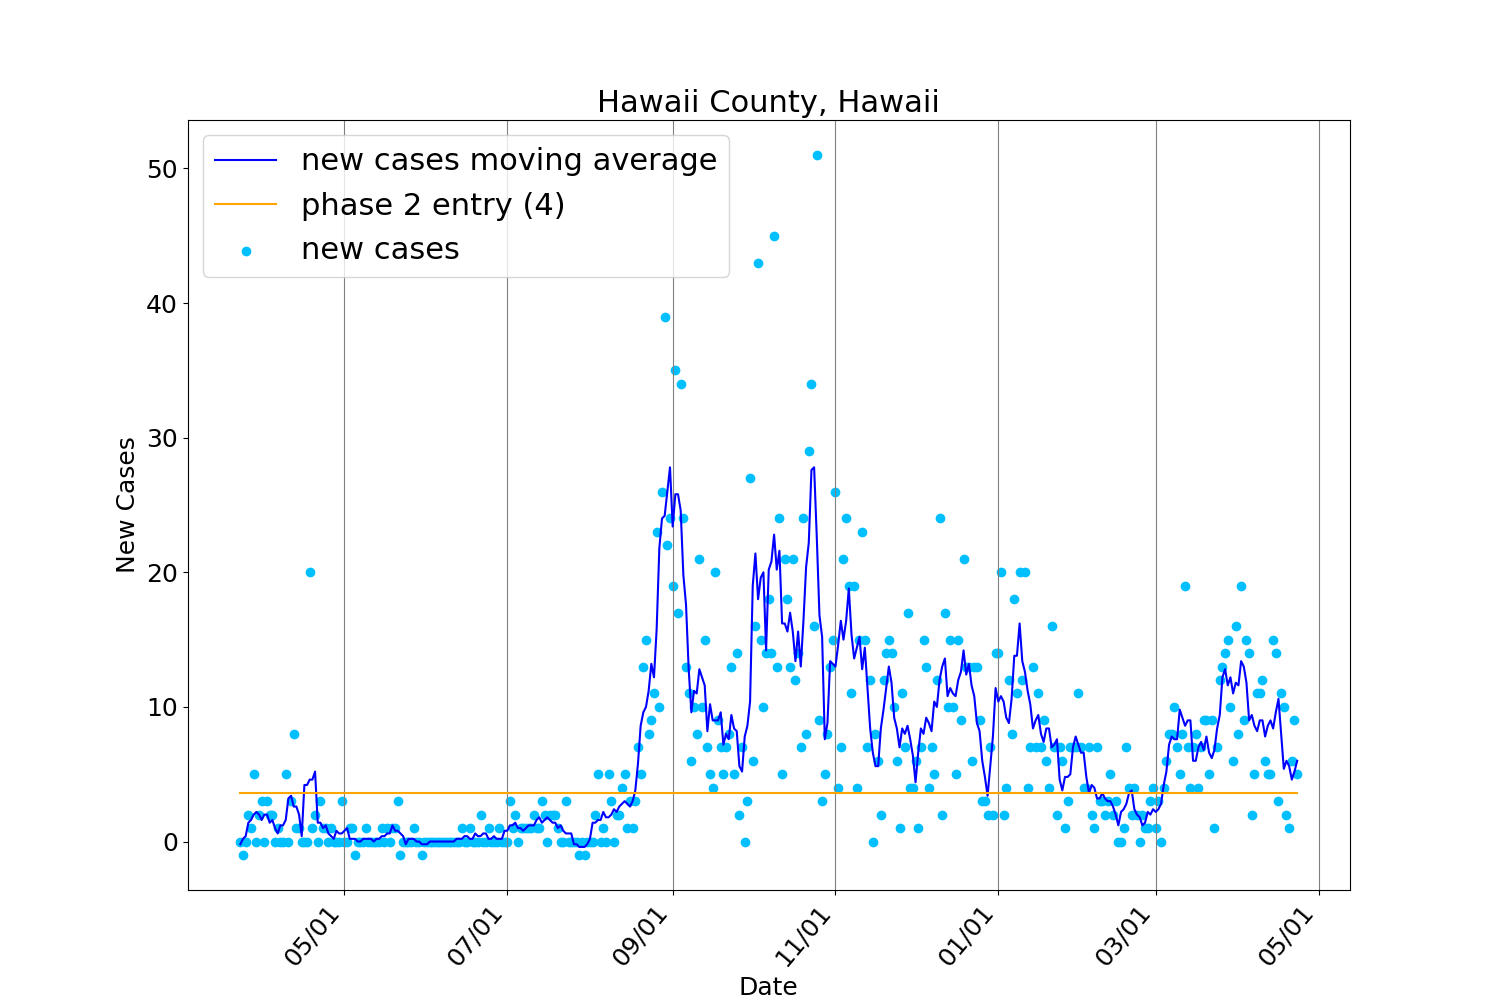 Hawaii County, Hawaii
new cases moving average
phase 2 entry (4)
new cases
50
40
30
20
10
0
New Cases
05/01
07/01
09/01
11/01
01/01
03/01
05/01
Date